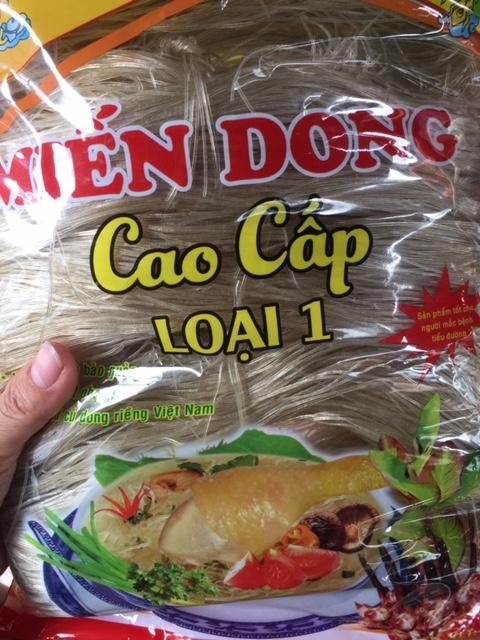 MIẾN DONG
Cao Cấp
LOẠI 1
Sản phẩm tốt cho
người mắc bệnh
tiểu đường
củ dong riềng Việt Nam